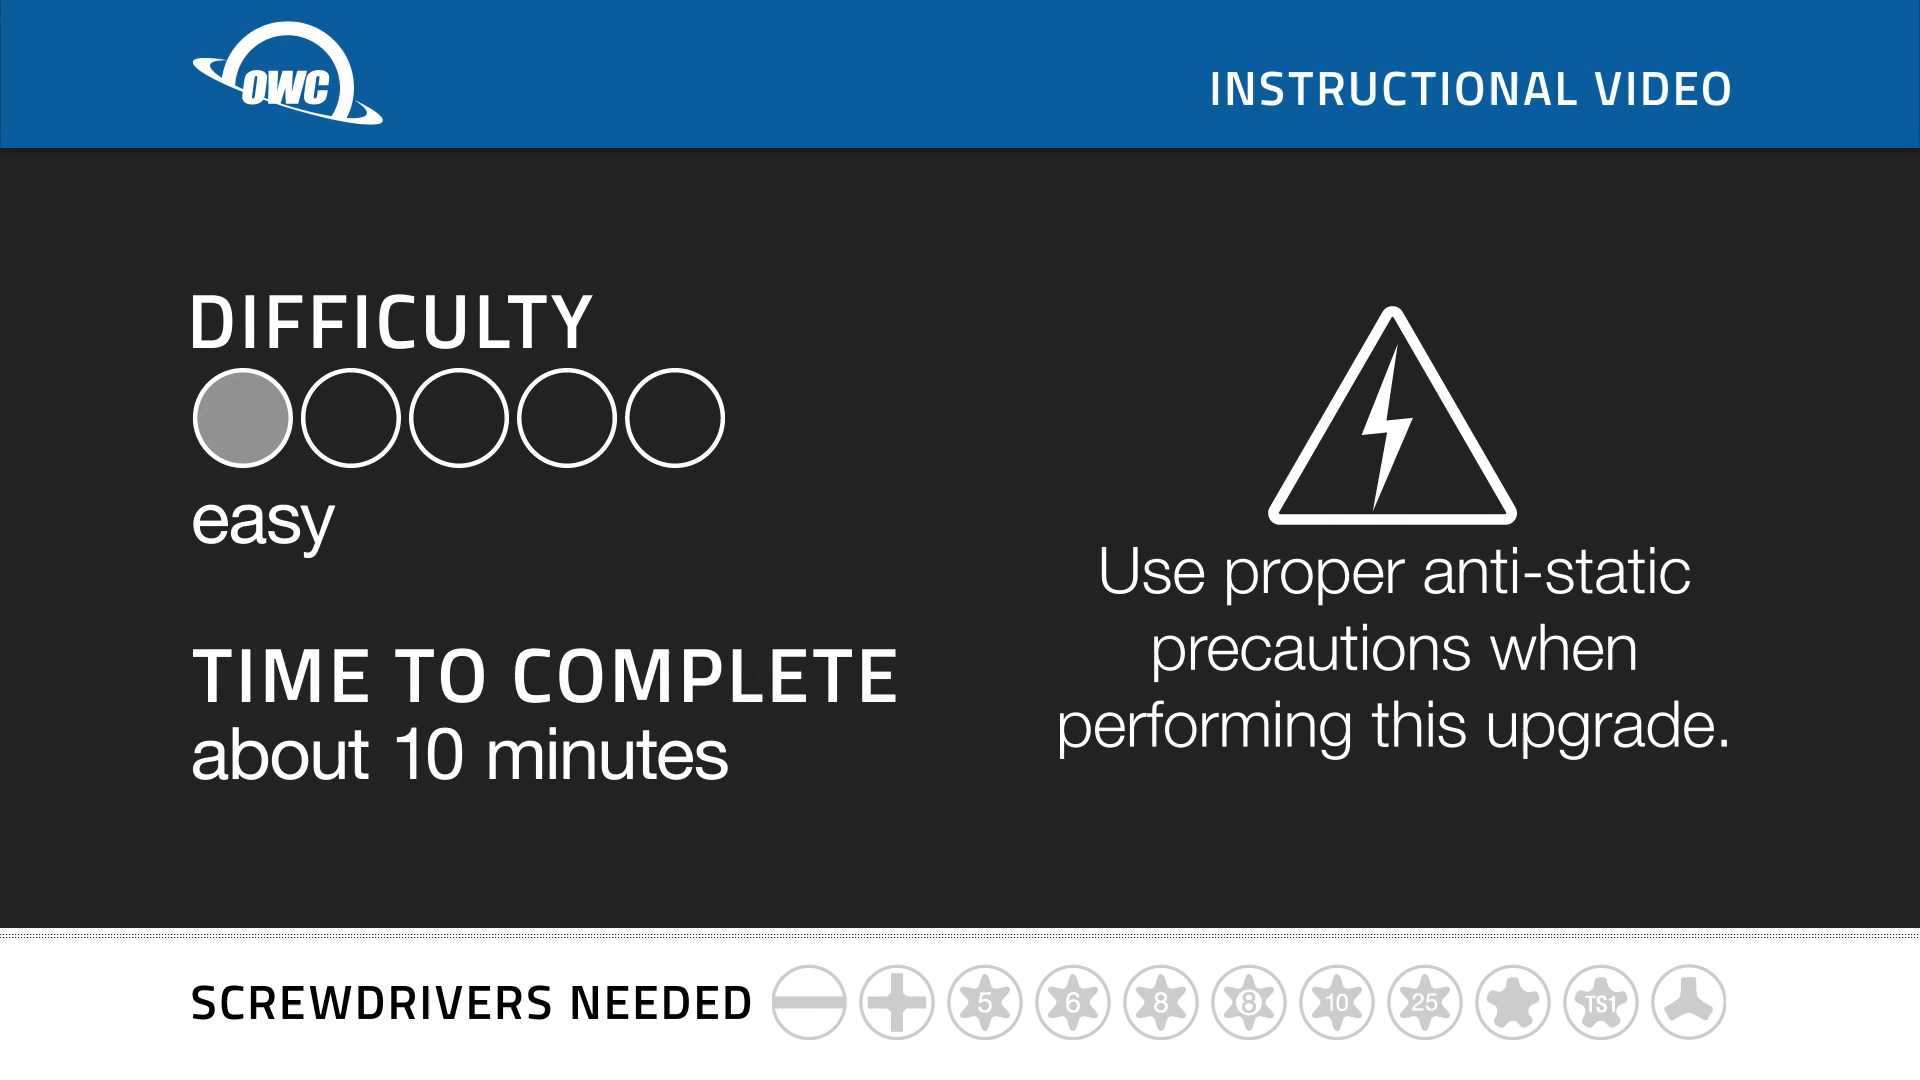 OWC
INSTRUCTIONAL VIDEO
DIFFICULTY
easy
TIME TO COMPLETE
about 10 minutes
Use proper anti-static
precautions when
performing this upgrade.
SCREWDRIVERS NEEDED 5 6 8 8 10 25 TS1